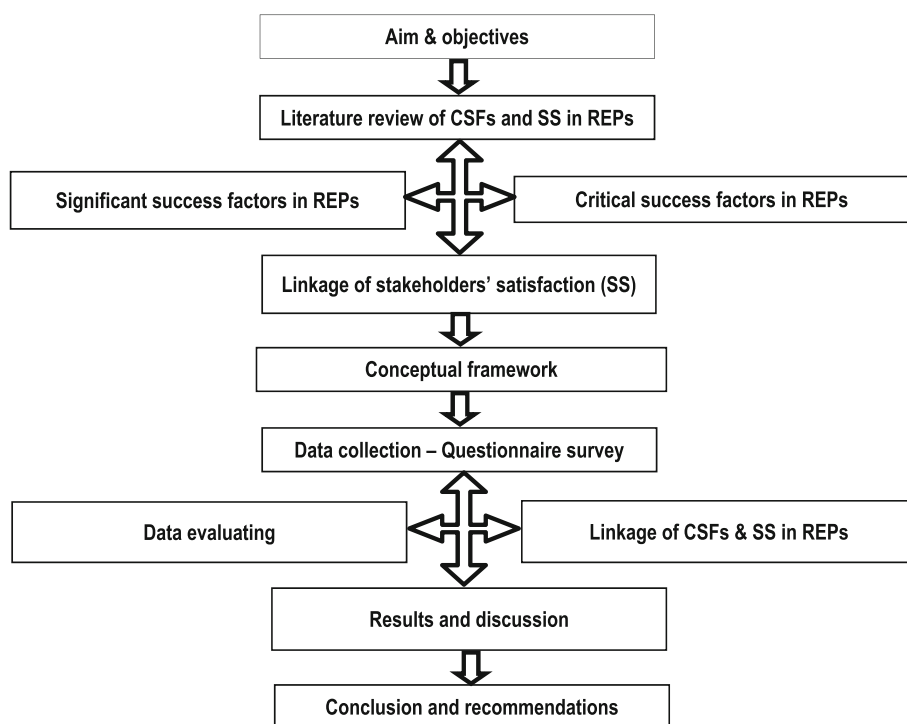 Aim & objectives
Literature review of CSFs and SS in REPs
Significant success factors in REPs
Critical success factors in REPs
Linkage of stakeholders’ satisfaction (SS)
Conceptual framework
Data collection – Questionnaire survey
Data evaluating
Linkage of CSFs & SS in REPs
Results and discussion
Conclusion and recommendations